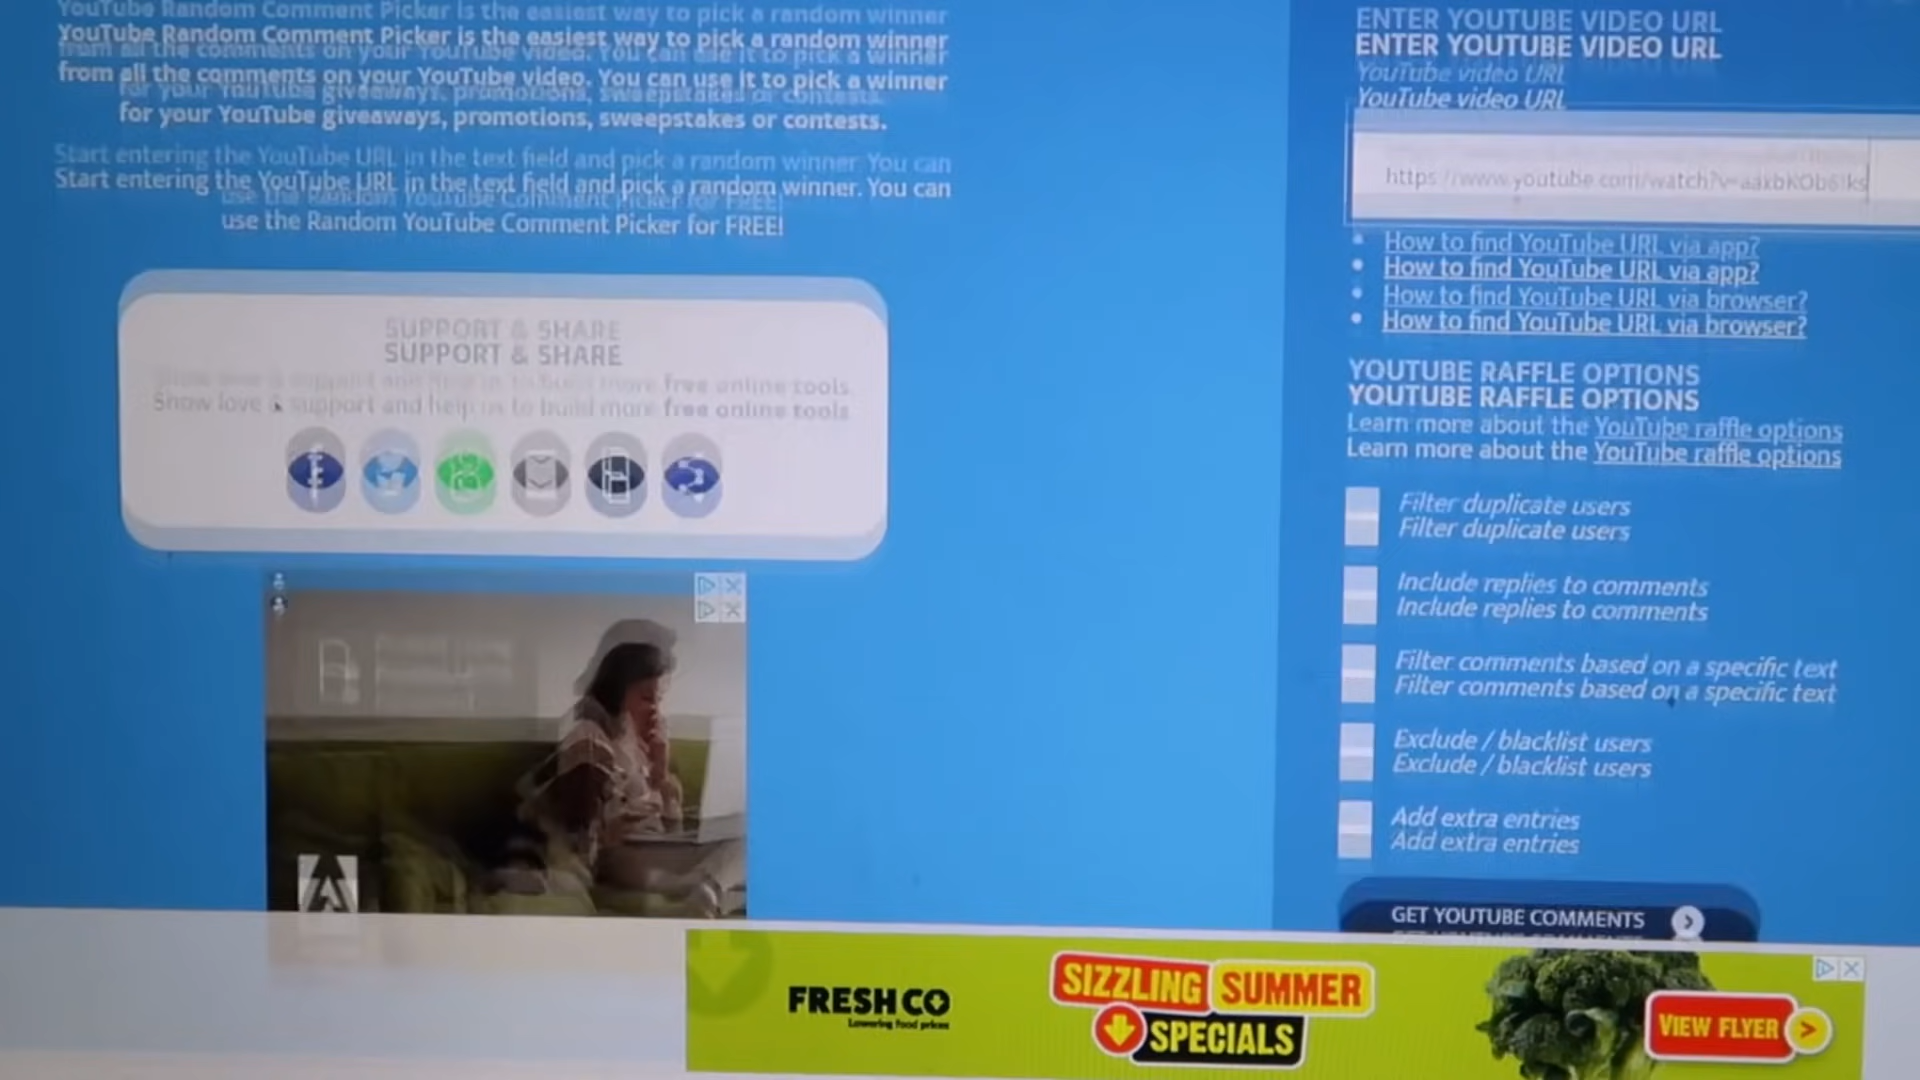 YouTube Random Comment Picker is the easiest way to pick a random winner
from all the comments on your YouTube video. You can use it to pick a winner
for your YouTube giveaways, promotions, sweepstakes or contests.
Start entering the YouTube URL in the text field and pick a random winner. You can
use the Random YouTube Comment Picker for FREE!
SUPPORT & SHARE
Show love & support and help us to build more free online tools
ENTER YOUTUBE VIDEO URL
YouTube video URL
How to find YouTube URL via app?
How to find YouTube URL via browser?
YOUTUBE RAFFLE OPTIONS
Learn more about the YouTube raffle options
Filter duplicate users
Include replies to comments
Filter comments based on a specific text
Exclude / blacklist users
Add extra entries
GET YOUTUBE COMMENTS
FRESHCO
Lowering food prices
SIZZLING SUMMER
SPECIALS
VIEW FLYER